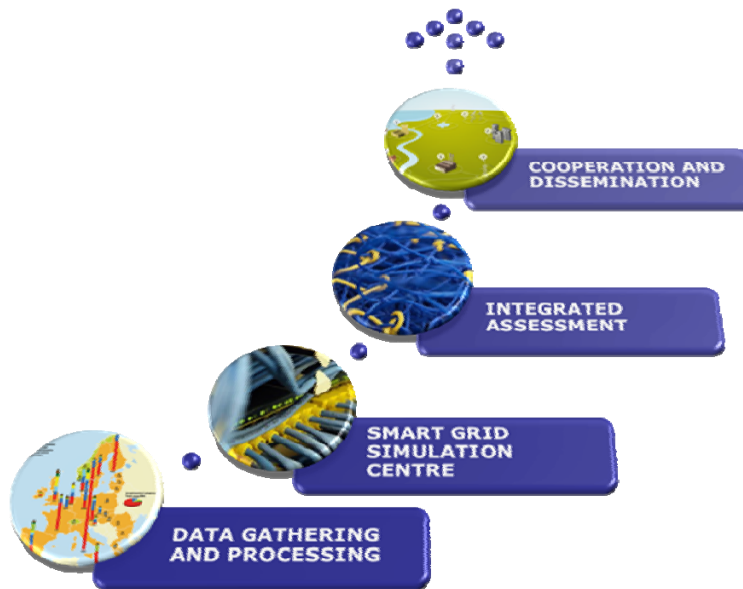 COOPERATION AND
DISSEMINATION
INTEGRATED
ASSESSMENT
SMART GRID
SIMULATION
CENTRE
DATA GATHERING
AND PROCESSING